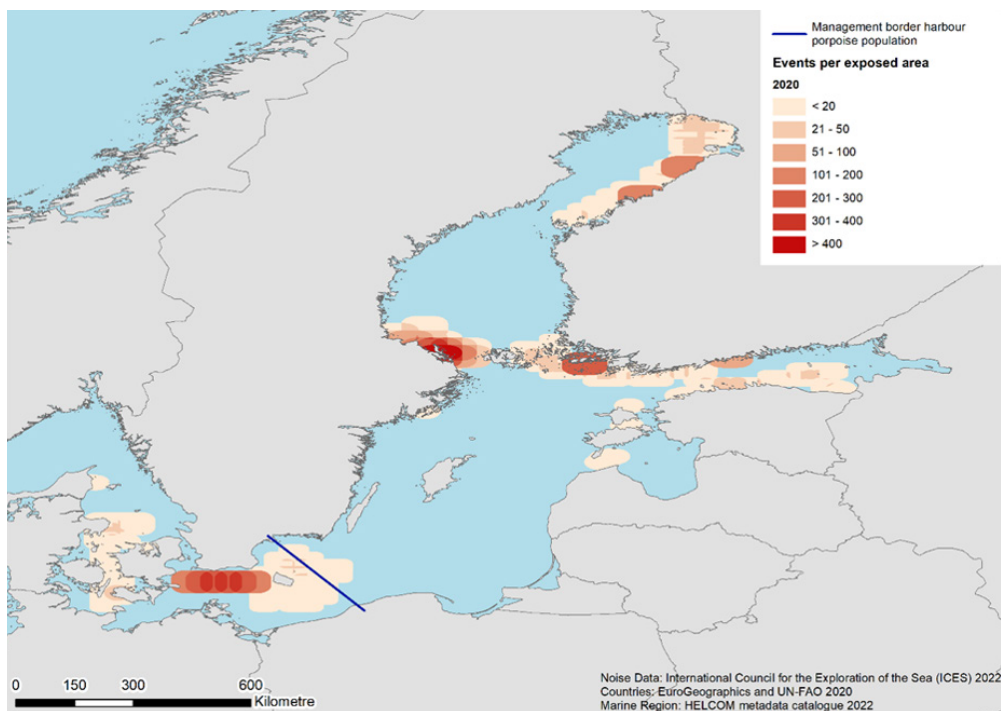 Management border harbour
porpoise population
Events per exposed area
2020
< 20
21 - 50
51 - 100
101 - 200
201 - 300
301 - 400
> 400
0 150 300 600
Kilometre
Noise Data: International Council for the Exploration of the Sea (ICES) 2022
Countries: EuroGeographics and UN-FAO 2020
Marine Region: HELCOM metadata catalogue 2022